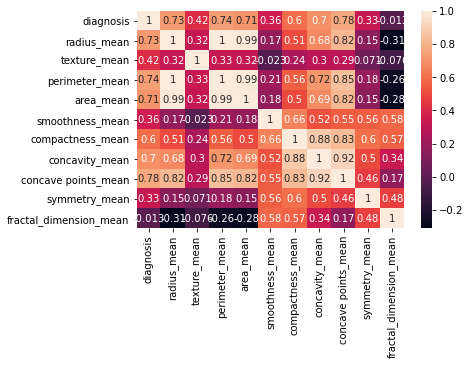 diagnosis 1 0.73 0.42 0.74 0.71 0.36 0.6 0.7 0.78 0.33 -0.013
radius_mean 0.73 1 0.32 1 0.99 0.17 0.51 0.68 0.82 0.15 -0.31
texture_mean 0.42 0.32 1 0.33 0.32 -0.023 0.24 0.3 0.29 0.071 -0.076
perimeter_mean 0.74 1 0.33 1 0.99 0.21 0.56 0.72 0.85 0.18 -0.26
area_mean 0.71 0.99 0.32 0.99 1 0.18 0.5 0.69 0.82 0.15 -0.28
smoothness_mean 0.36 0.17 -0.023 0.21 0.18 1 0.66 0.52 0.55 0.56 0.58
compactness_mean 0.6 0.51 0.24 0.56 0.5 0.66 1 0.88 0.83 0.6 0.57
concavity_mean 0.7 0.68 0.3 0.72 0.69 0.52 0.88 1 0.92 0.5 0.34
concave points_mean 0.78 0.82 0.29 0.85 0.82 0.55 0.83 0.92 1 0.46 0.17
symmetry_mean 0.33 0.15 0.071 0.18 0.15 0.56 0.6 0.5 0.46 1 0.48
fractal_dimension_mean -0.013 -0.31 -0.076 -0.26 -0.28 0.58 0.57 0.34 0.17 0.48 1
diagnosis
radius_mean
texture_mean
perimeter_mean
area_mean
smoothness_mean
compactness_mean
concavity_mean
concave points_mean
symmetry_mean
fractal_dimension_mean
1.0
0.8
0.6
0.4
0.2
0.0
−0.2